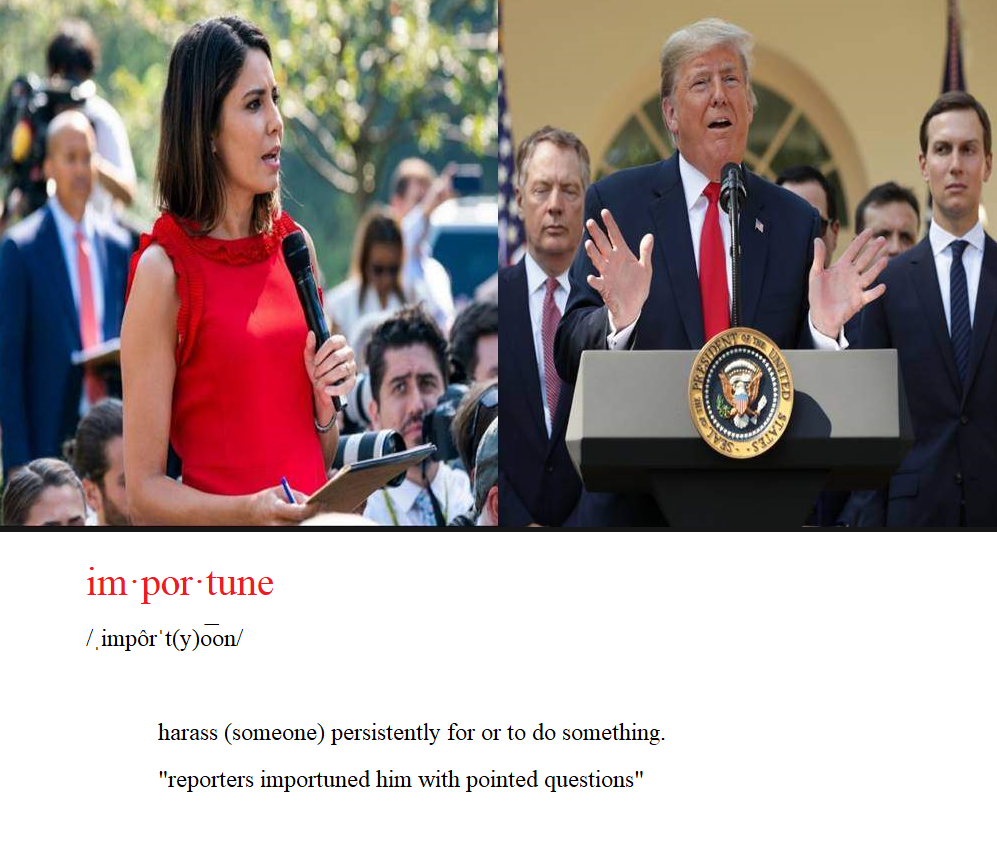 SEAL OF THE PRESIDENT OF THE UNITED STATES
im·por·tune
/ˌimpôrˈt(y)o͞on/
harass (someone) persistently for or to do something.
"reporters importuned him with pointed questions"